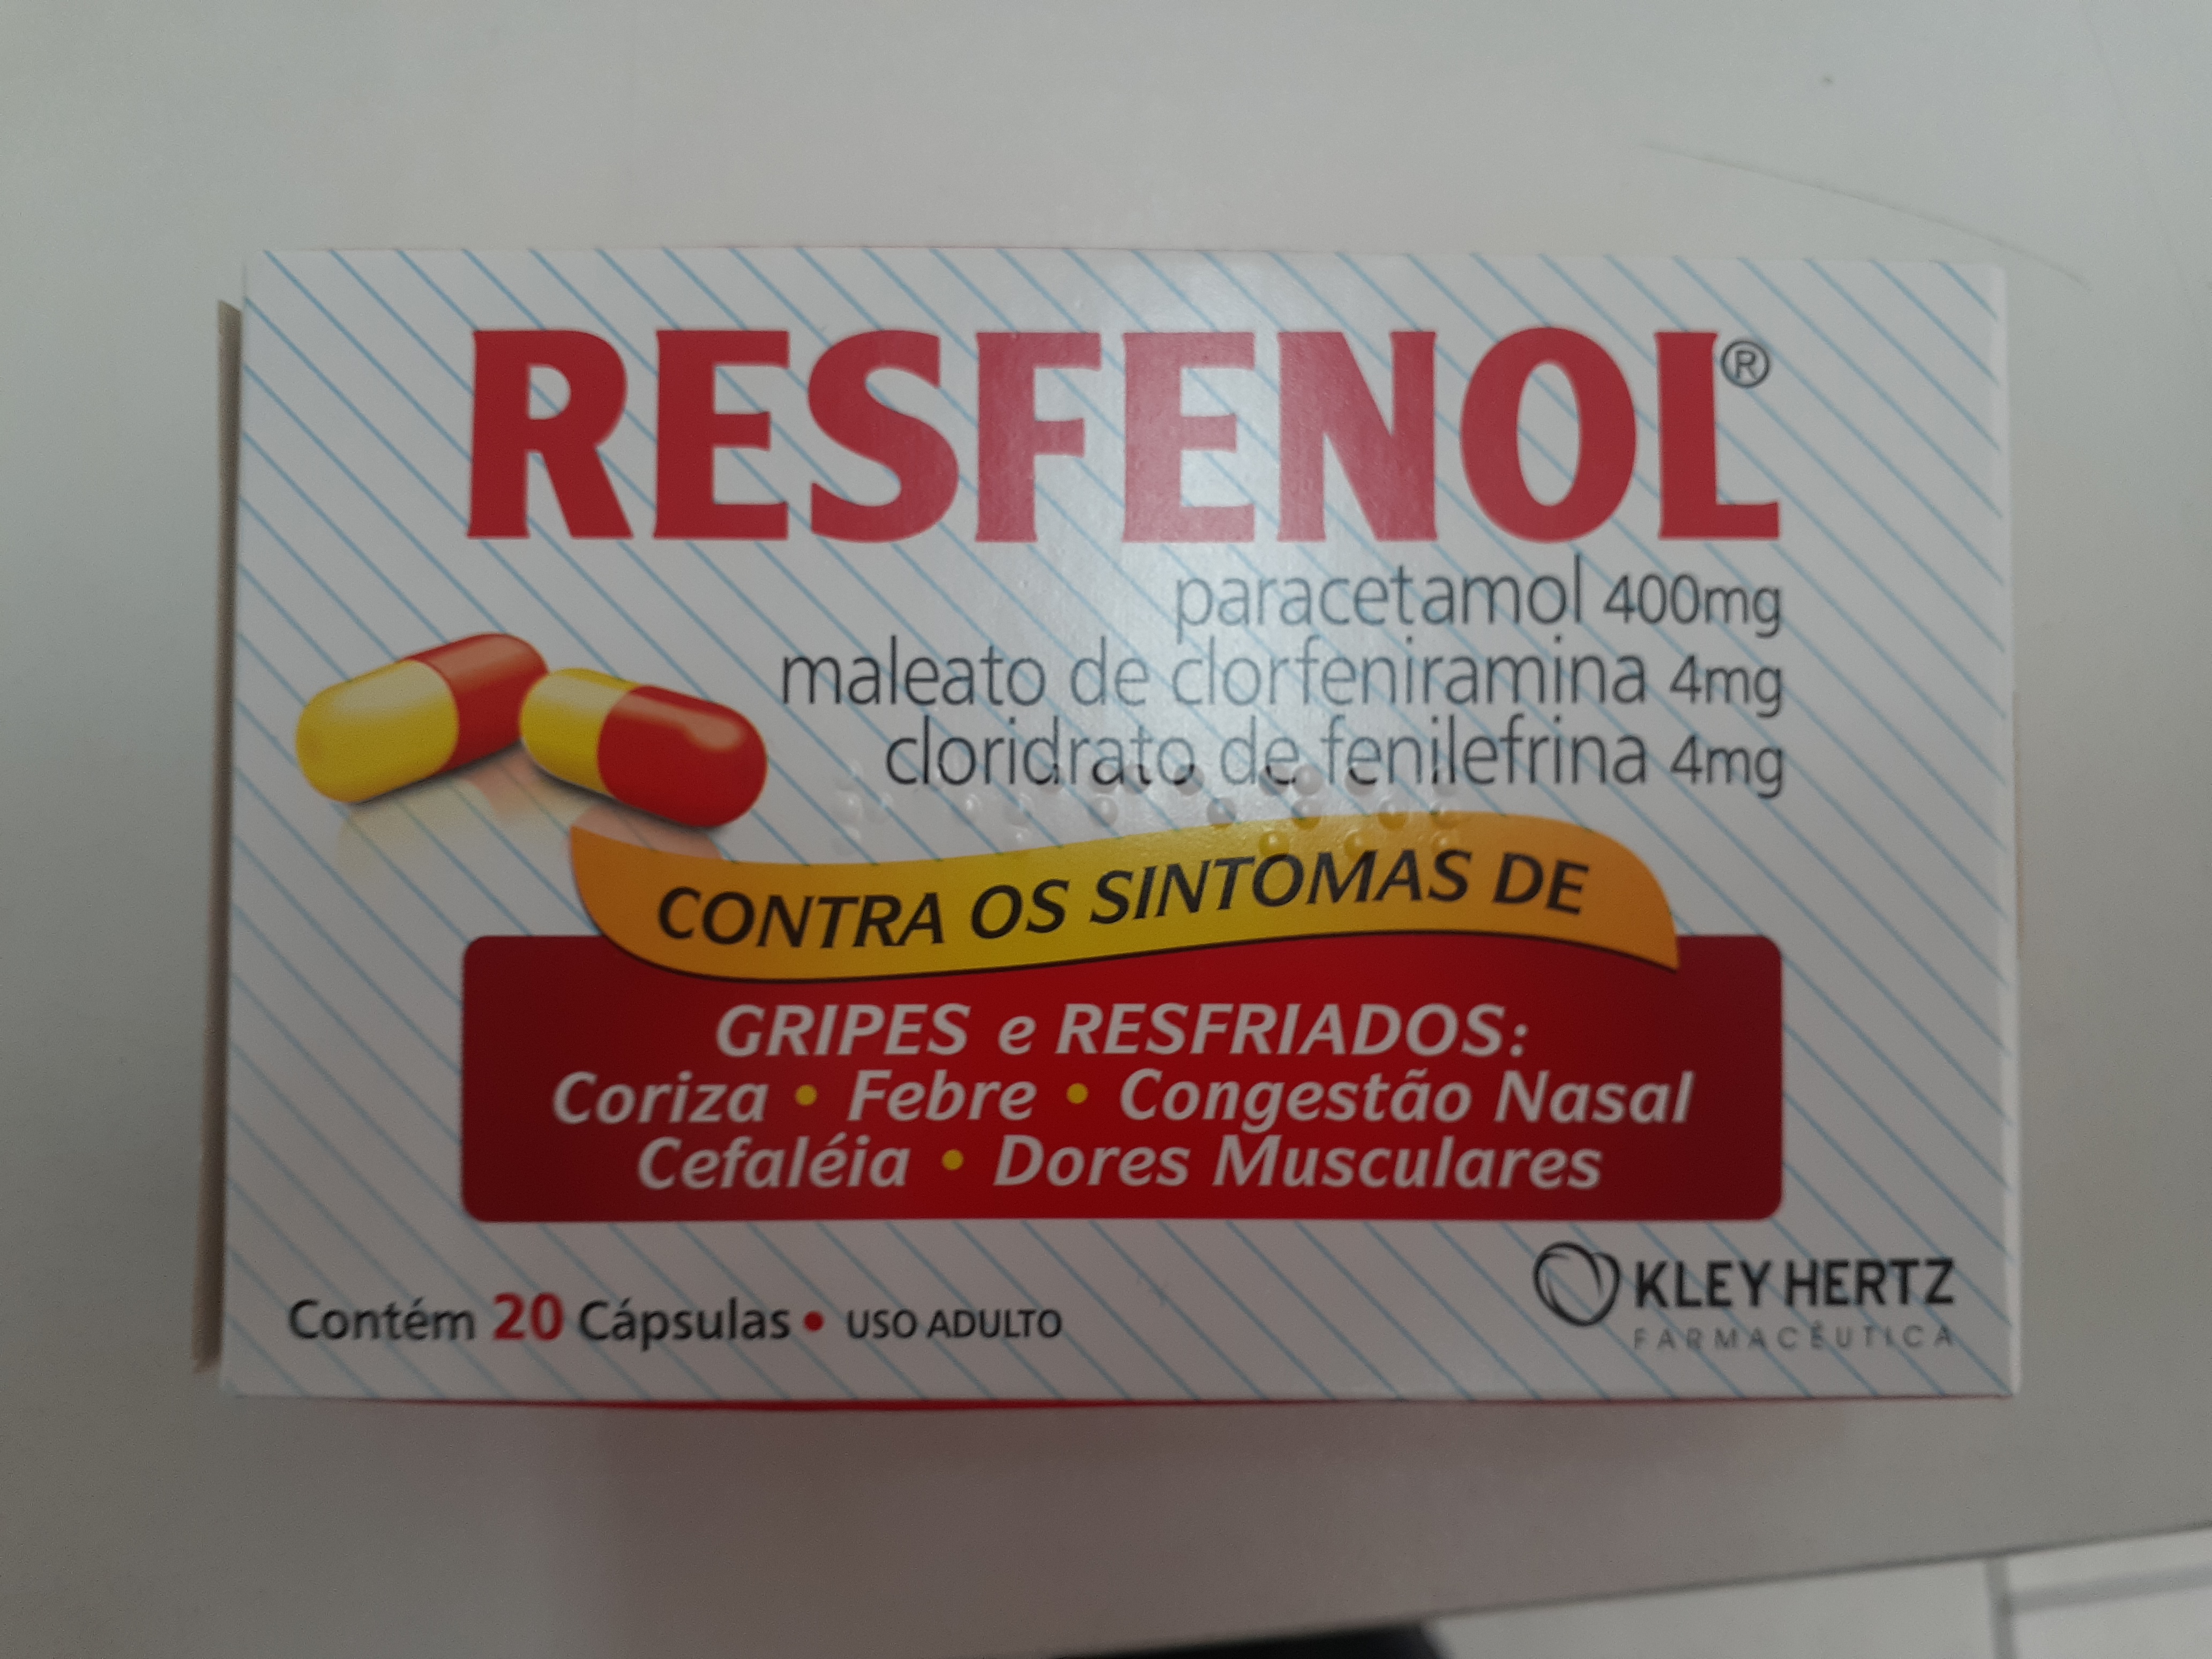 RESFENOL®
paracetamol 400mg
maleato de clorfeniramina 4mg
cloridrato de fenilefrina 4mg
CONTRA OS SINTOMAS DE
GRIPES e RESFRIADOS:
Coriza • Febre • Congestão Nasal
Cefaléia • Dores Musculares
Contém 20 Cápsulas • USO ADULTO
KLEY HERTZ
FARMACÊUTICA